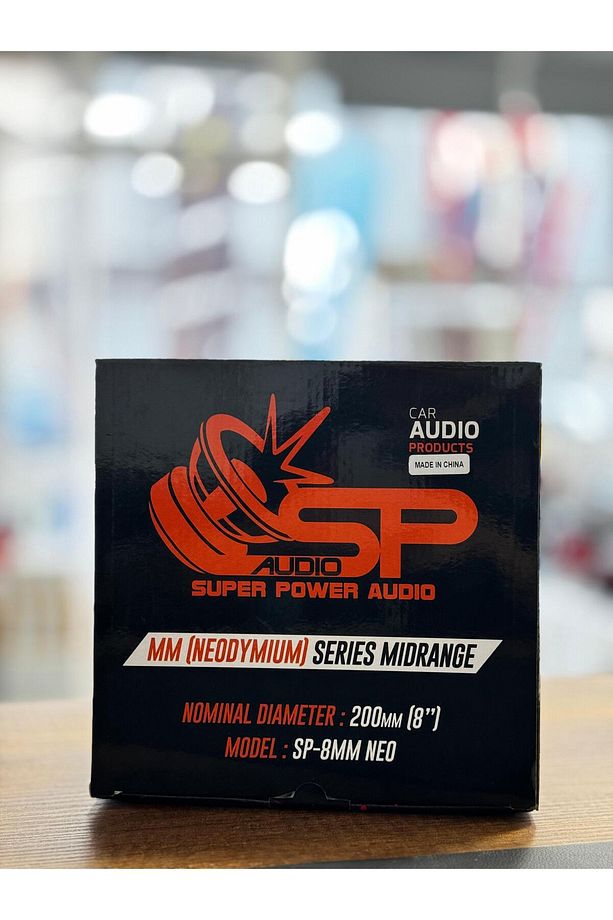 CAR
AUDIO
PRODUCTS
MADE IN CHINA
SP
AUDIO
SUPER POWER AUDIO
MM (NEODYMIUM) SERIES MIDRANGE
NOMINAL DIAMETER : 200MM (8”)
MODEL : SP-8MM NEO